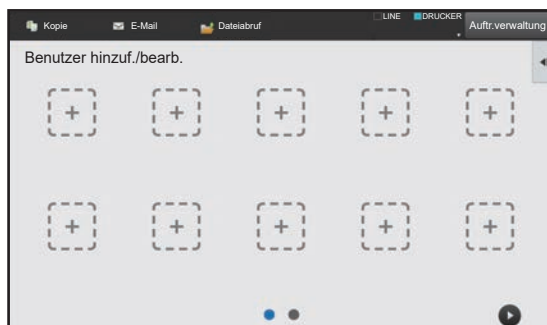 Kopie E-Mail Dateiabruf LINE DRUCKER Auftr.verwaltung
Benutzer hinzuf./bearb.